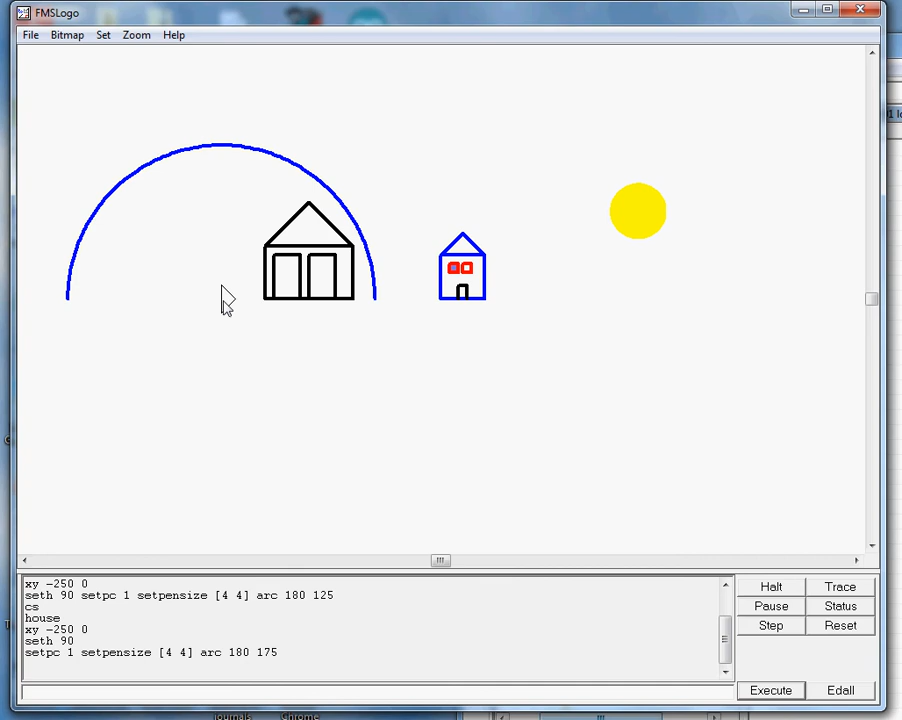 FMSLogo
File Bitmap Set Zoom Help
xy -250 0
seth 90 setpc 1 setpensize [4 4] arc 180 125
cs
house
xy -250 0
seth 90
setpc 1 setpensize [4 4] arc 180 175
Halt Trace
Pause Status
Step Reset
Execute Edall
journals Chrome